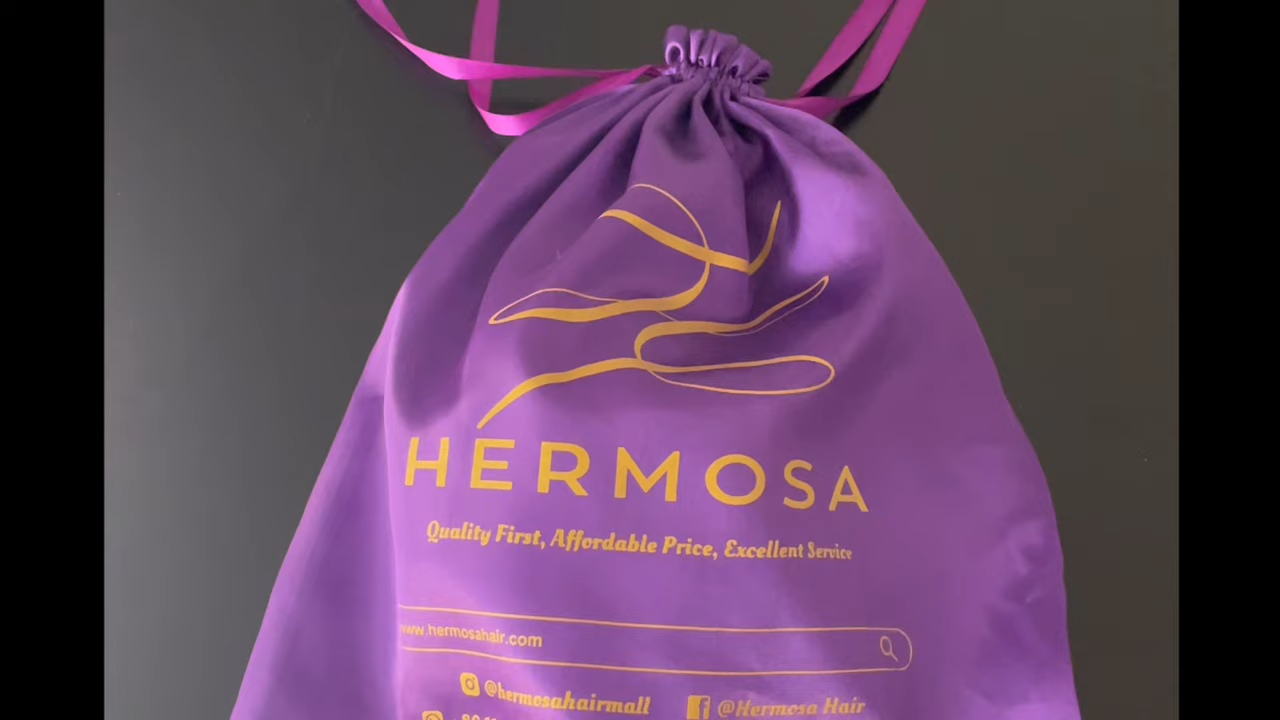 HERMOSA
Quality First, Affordable Price, Excellent Service
www.hermosahair.com
@hermosahairmall @Hermosa Hair